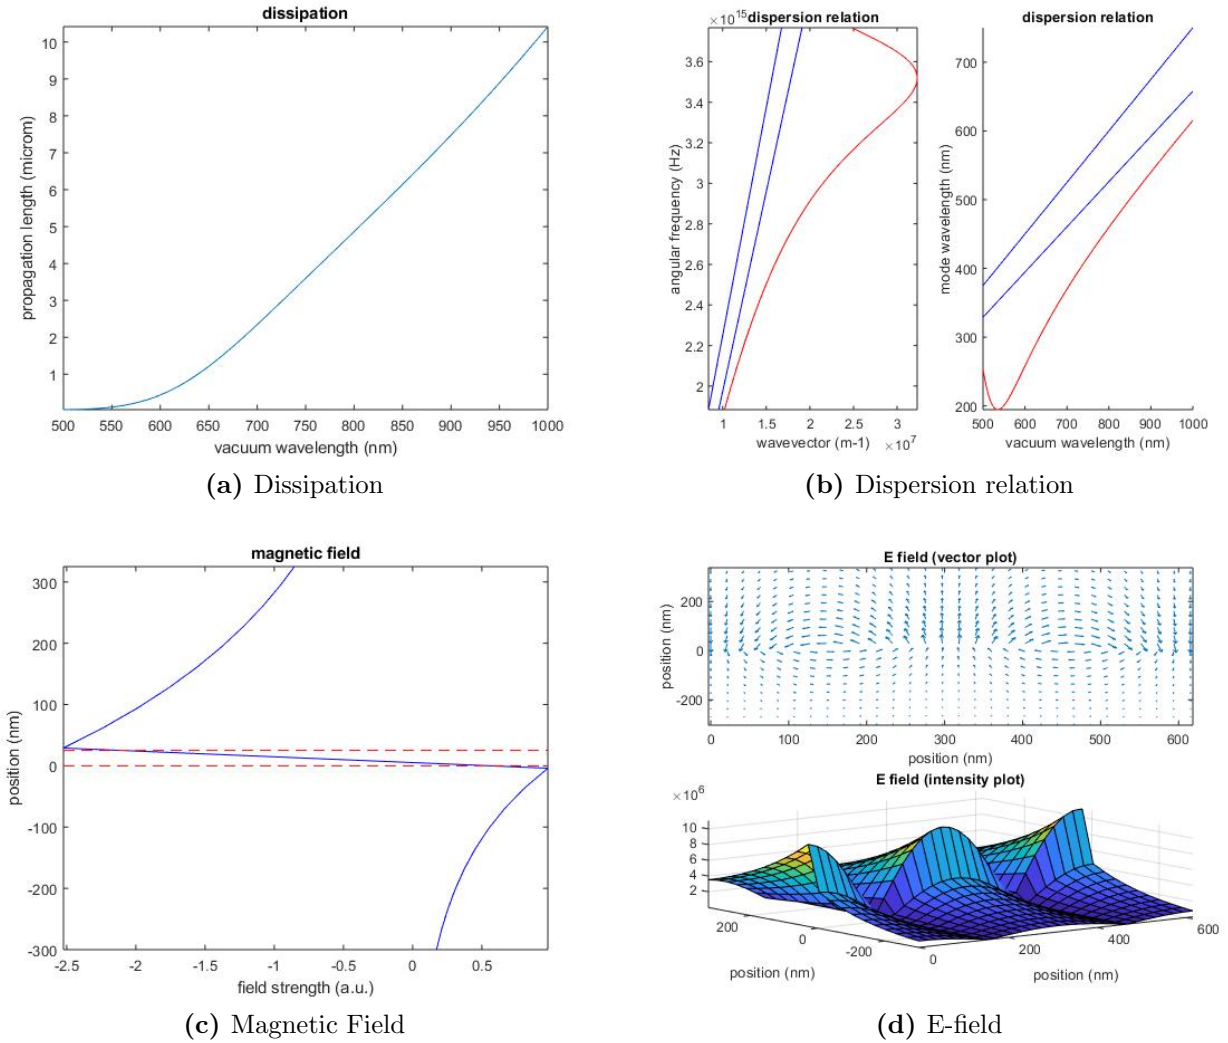 dissipation
10
9
8
7
6
5
4
3
2
1
propagation length (microm)
500 550 600 650 700 750 800 850 900 950 1000
vacuum wavelength (nm)
(a) Dissipation
×10^15 dispersion relation
3.6
3.4
3.2
3
2.8
2.6
2.4
2.2
2
angular frequency (Hz)
1 1.5 2 2.5 3
wavevector (m-1) ×10^7
dispersion relation
700
600
500
400
300
200
mode wavelength (nm)
500 600 700 800 900 1000
vacuum wavelength (nm)
(b) Dispersion relation
magnetic field
300
200
100
0
-100
-200
-300
position (nm)
-2.5 -2 -1.5 -1 -0.5 0 0.5
field strength (a.u.)
(c) Magnetic Field
E field (vector plot)
200
0
-200
position (nm)
0 100 200 300 400 500 600
position (nm)
E field (intensity plot)
×10^6
10
8
6
4
2
200 0 -200
position (nm)
0 200 400 600
position (nm)
(d) E-field